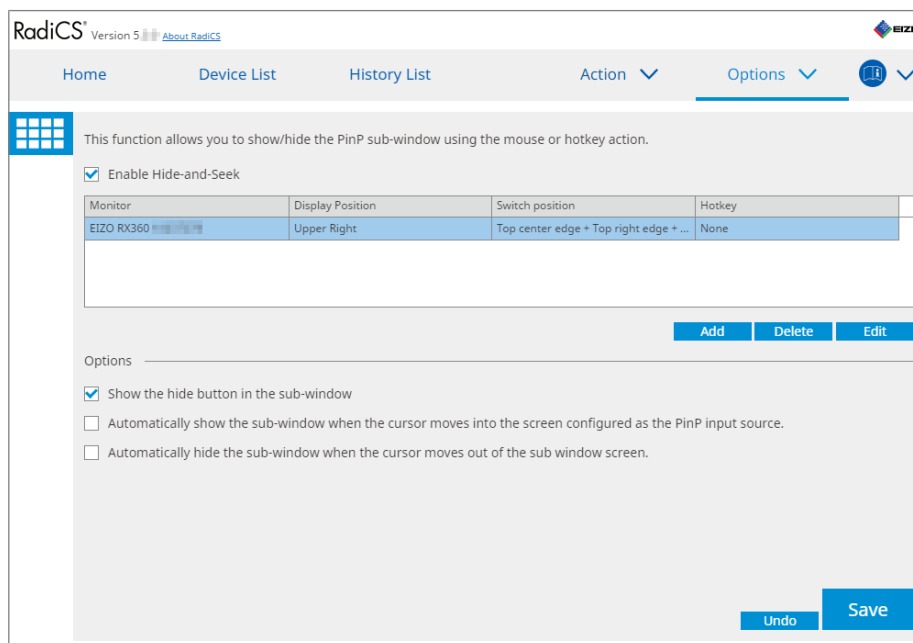 RadiCS® Version 5. About RadiCS EIZO
Home Device List History List Action Options
This function allows you to show/hide the PinP sub-window using the mouse or hotkey action.
Enable Hide-and-Seek
Monitor Display Position Switch position Hotkey
EIZO RX360 Upper Right Top center edge + Top right edge + ... None
Add Delete Edit
Options
Show the hide button in the sub-window
Automatically show the sub-window when the cursor moves into the screen configured as the PinP input source.
Automatically hide the sub-window when the cursor moves out of the sub window screen.
Save
Undo